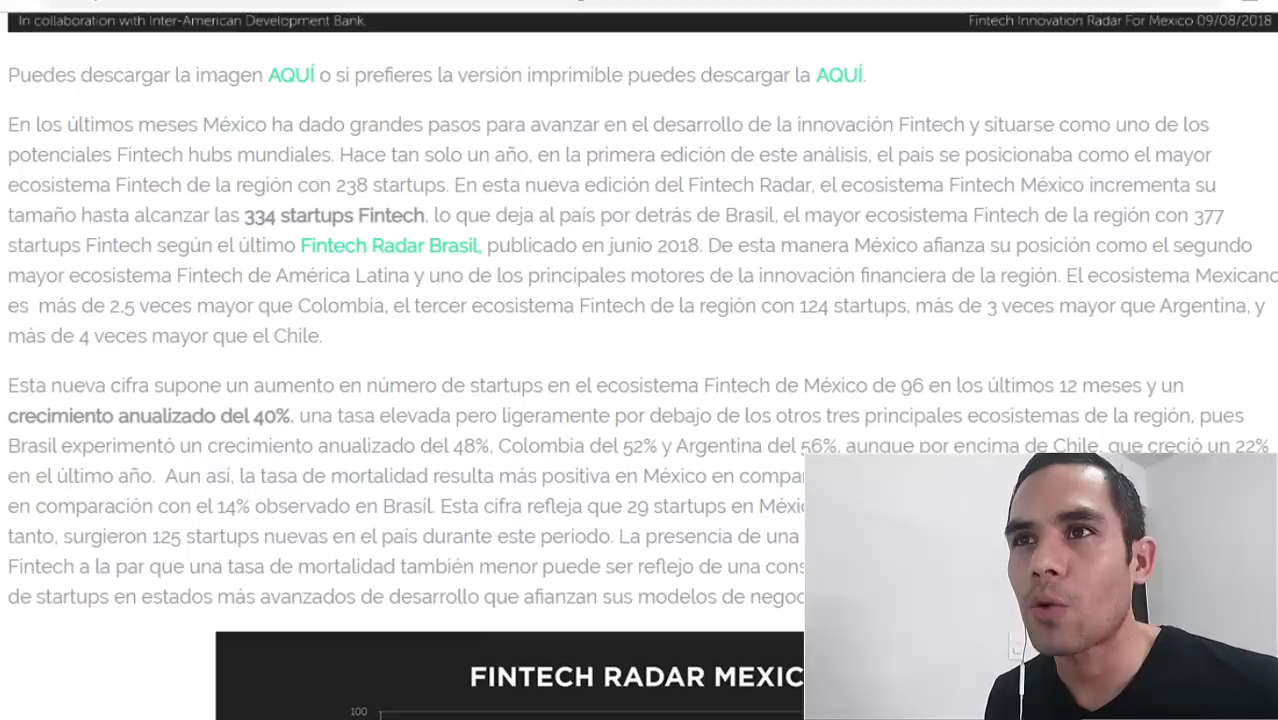 In collaboration with Inter-American Development Bank.
Fintech Innovation Radar For Mexico 09/08/2018
Puedes descargar la imagen AQUÍ o si prefieres la versión imprimible puedes descargar la AQUÍ.
En los últimos meses México ha dado grandes pasos para avanzar en el desarrollo de la innovación Fintech y situarse como uno de los
potenciales Fintech hubs mundiales. Hace tan solo un año, en la primera edición de este análisis, el país se posicionaba como el mayor
ecosistema Fintech de la región con 238 startups. En esta nueva edición del Fintech Radar, el ecosistema Fintech México incrementa su
tamaño hasta alcanzar las 334 startups Fintech, lo que deja al país por detrás de Brasil, el mayor ecosistema Fintech de la región con 377
startups Fintech según el último Fintech Radar Brasil, publicado en junio 2018. De esta manera México afianza su posición como el segundo
mayor ecosistema Fintech de América Latina y uno de los principales motores de la innovación financiera de la región. El ecosistema Mexicano
es más de 2,5 veces mayor que Colombia, el tercer ecosistema Fintech de la región con 124 startups, más de 3 veces mayor que Argentina, y
más de 4 veces mayor que el Chile.
Esta nueva cifra supone un aumento en número de startups en el ecosistema Fintech de México de 96 en los últimos 12 meses y un
crecimiento anualizado del 40%, una tasa elevada pero ligeramente por debajo de los otros tres principales ecosistemas de la región, pues
Brasil experimentó un crecimiento anualizado del 48%, Colombia del 52% y Argentina del 56%, aunque por encima de Chile, que creció un 22%
en el último año. Aun así, la tasa de mortalidad resulta más positiva en México en
en comparación con el 14% observado en Brasil. Esta cifra refleja que 29 startups en
tanto, surgieron 125 startups nuevas en el país durante este periodo. La presencia de una
Fintech a la par que una tasa de mortalidad también menor puede ser reflejo de una
de startups en estados más avanzados de desarollo que afianzan sus modelos de
FINTECH RADAR MEXIC
100